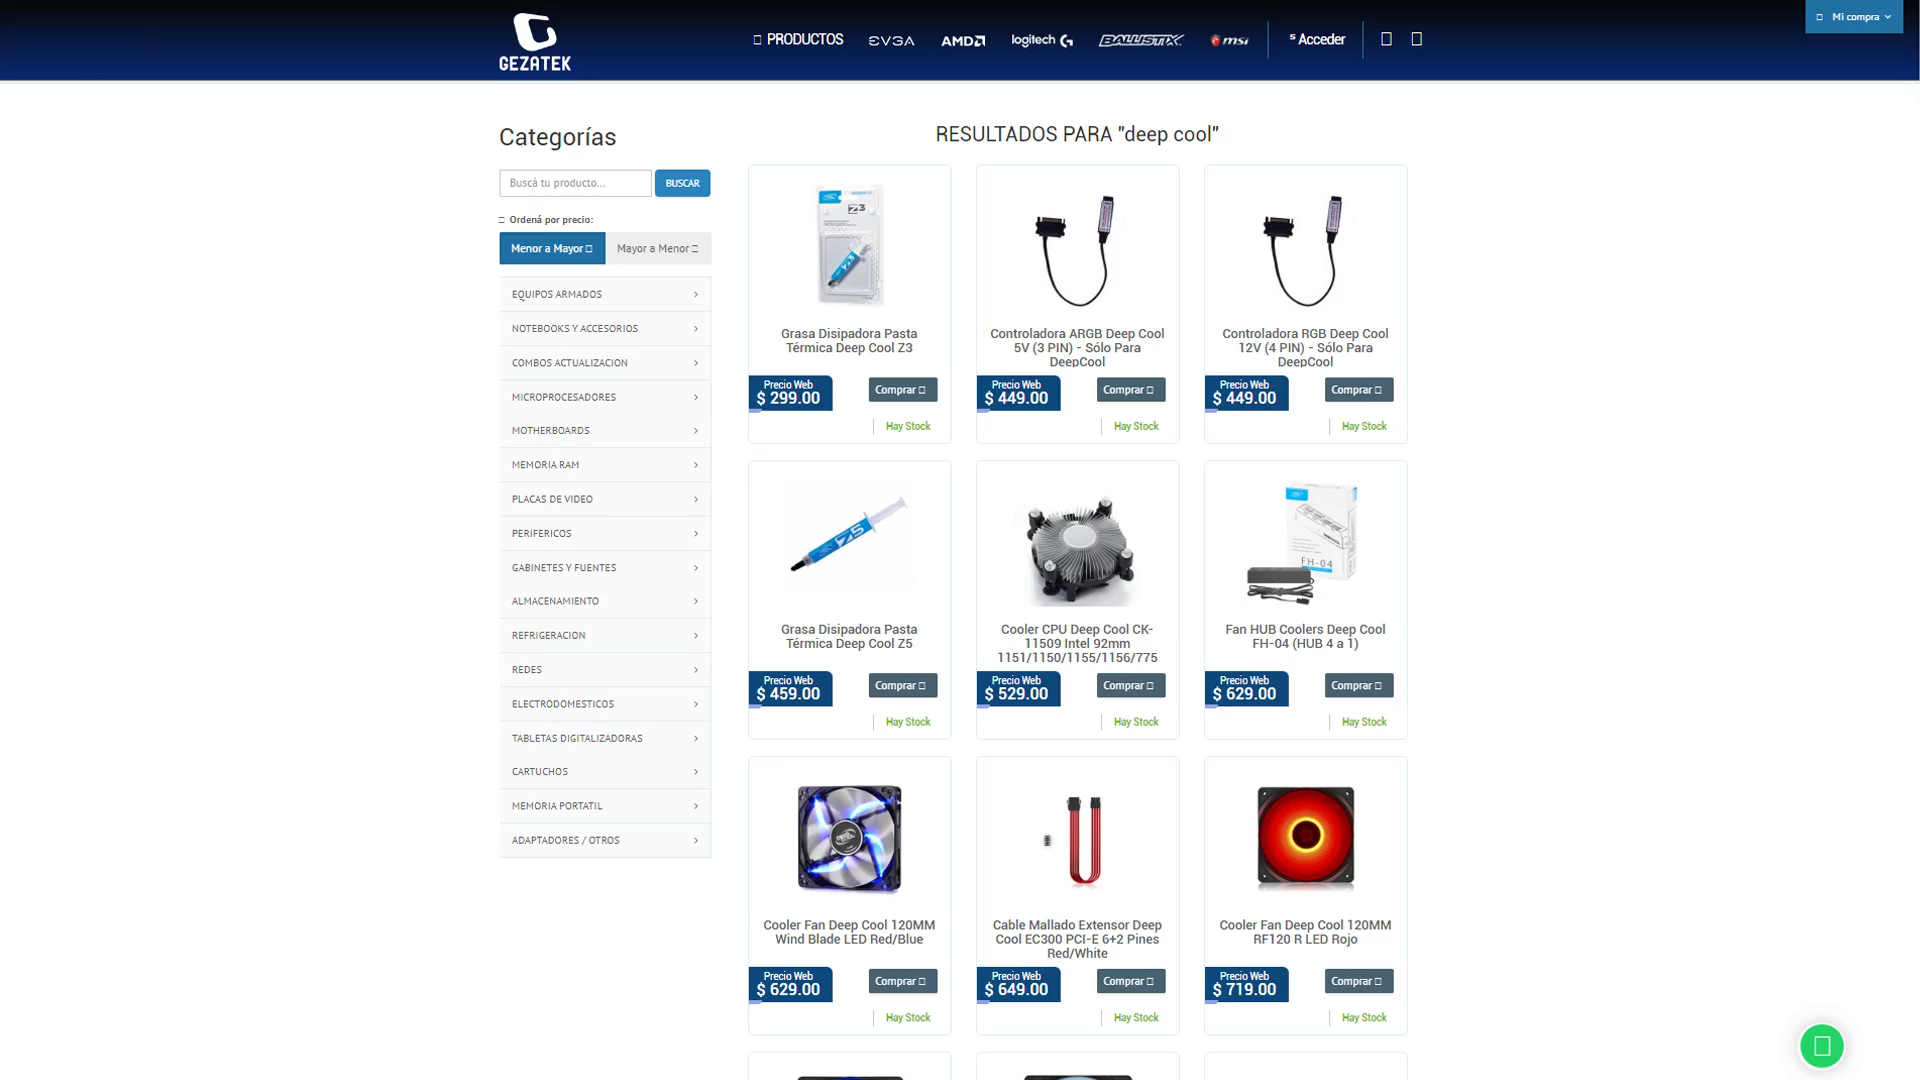 GEZATEK
PRODUCTOS
EVGA
AMD
logitech G
BALLISTIX
msi
Acceder
Mi compra
Categorías
BUSCAR
Buscá tu producto...
Ordená por precio:
Menor a Mayor
Mayor a Menor
EQUIPOS ARMADOS
NOTEBOOKS Y ACCESORIOS
COMBOS ACTUALIZACION
MICROPROCESADORES
MOTHERBOARDS
MEMORIA RAM
PLACAS DE VIDEO
PERIFERICOS
GABINETES Y FUENTES
ALMACENAMIENTO
REFRIGERACION
REDES
ELECTRODOMESTICOS
TABLETAS DIGITALIZADORAS
CARTUCHOS
MEMORIA PORTATIL
ADAPTADORES / OTROS
RESULTADOS PARA "deep cool"
Z3
Grasa Disipadora Pasta
Térmica Deep Cool Z3
Precio Web
$ 299.00
Comprar
Hay Stock
Controladora ARGB Deep Cool
5V (3 PIN) - Sólo Para
DeepCool
Precio Web
$ 449.00
Comprar
Hay Stock
Controladora RGB Deep Cool
12V (4 PIN) - Sólo Para
DeepCool
Precio Web
$ 449.00
Comprar
Hay Stock
Z5
Grasa Disipadora Pasta
Térmica Deep Cool Z5
Precio Web
$ 459.00
Comprar
Hay Stock
Cooler CPU Deep Cool CK-
11509 Intel 92mm
1151/1150/1155/1156/775
Precio Web
$ 529.00
Comprar
Hay Stock
FH-04
Fan HUB Coolers Deep Cool
FH-04 (HUB 4 a 1)
Precio Web
$ 629.00
Comprar
Hay Stock
Cooler Fan Deep Cool 120MM
Wind Blade LED Red/Blue
Precio Web
$ 629.00
Comprar
Hay Stock
Cable Mallado Extensor Deep
Cool EC300 PCI-E 6+2 Pines
Red/White
Precio Web
$ 649.00
Comprar
Hay Stock
Cooler Fan Deep Cool 120MM
RF120 R LED Rojo
Precio Web
$ 719.00
Comprar
Hay Stock